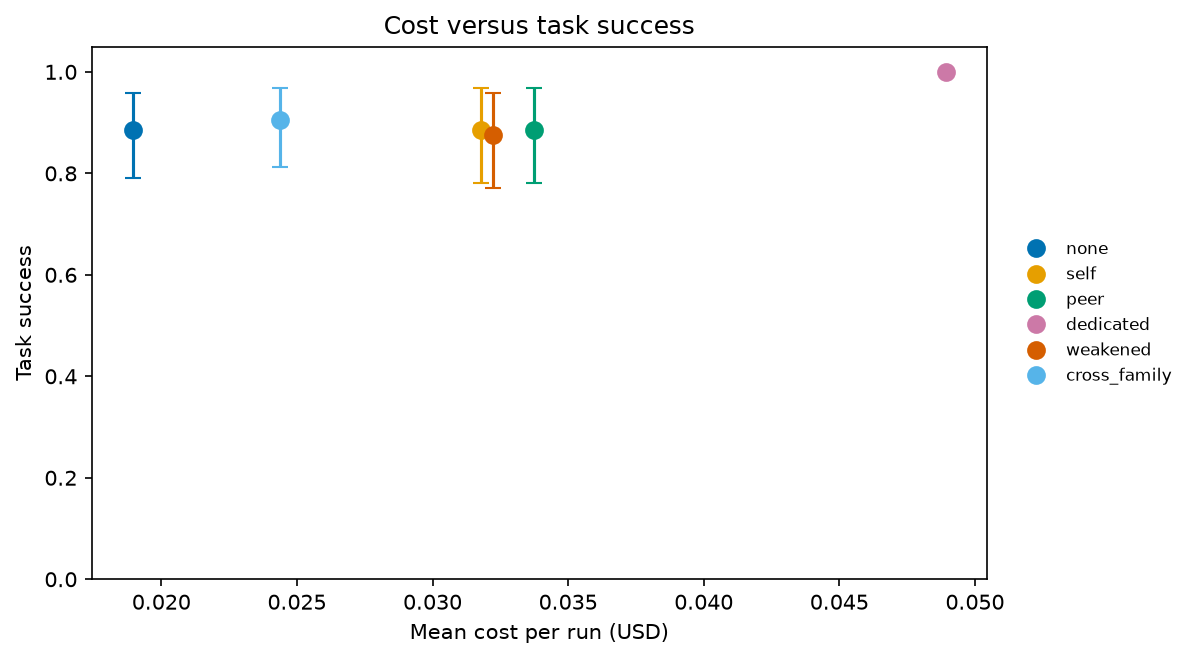 Cost versus task success
Task success
1.0
0.8
0.6
0.4
0.2
0.0
0.020
0.025
0.030
0.035
0.040
0.045
0.050
Mean cost per run (USD)
none
self
peer
dedicated
weakened
cross_family